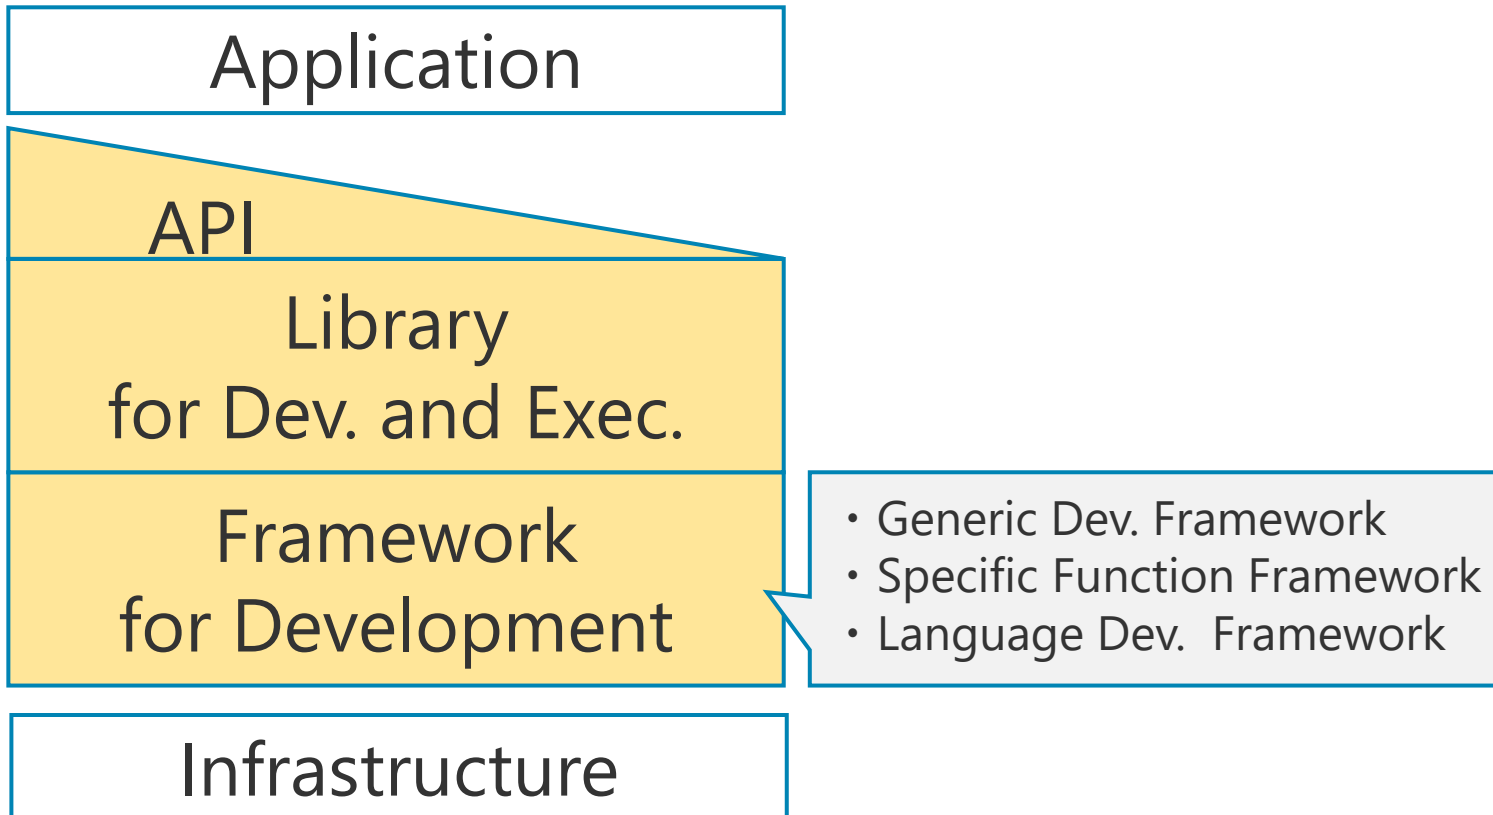 Application
API
Library
for Dev. and Exec.
Framework
for Development
・Generic Dev. Framework
・Specific Function Framework
・Language Dev.  Framework
Infrastructure